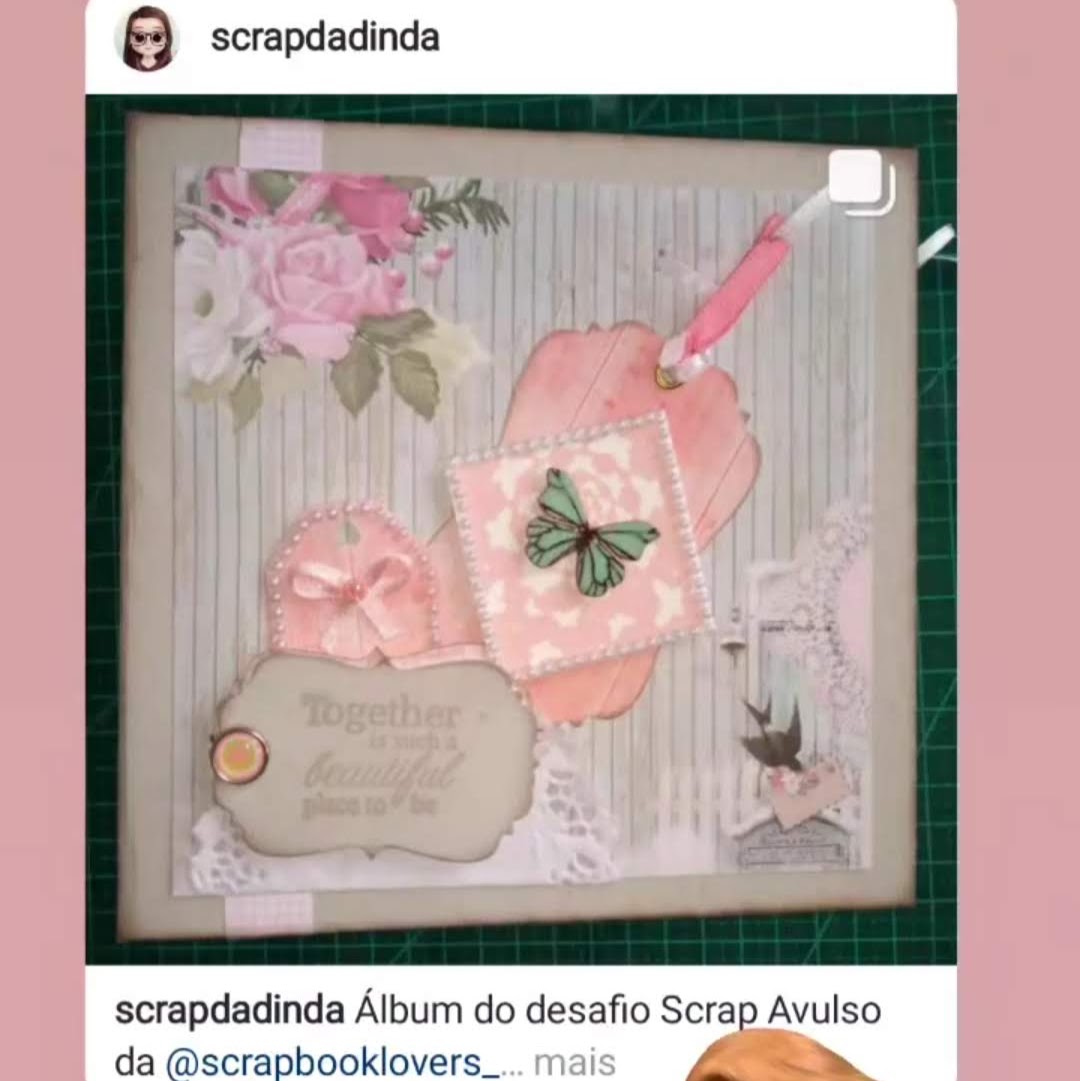 scrapdadinda
Together
is such a
beautiful
place to be
scrapdadinda Álbum do desafio Scrap Avulso
da @scrapbooklovers_... mais